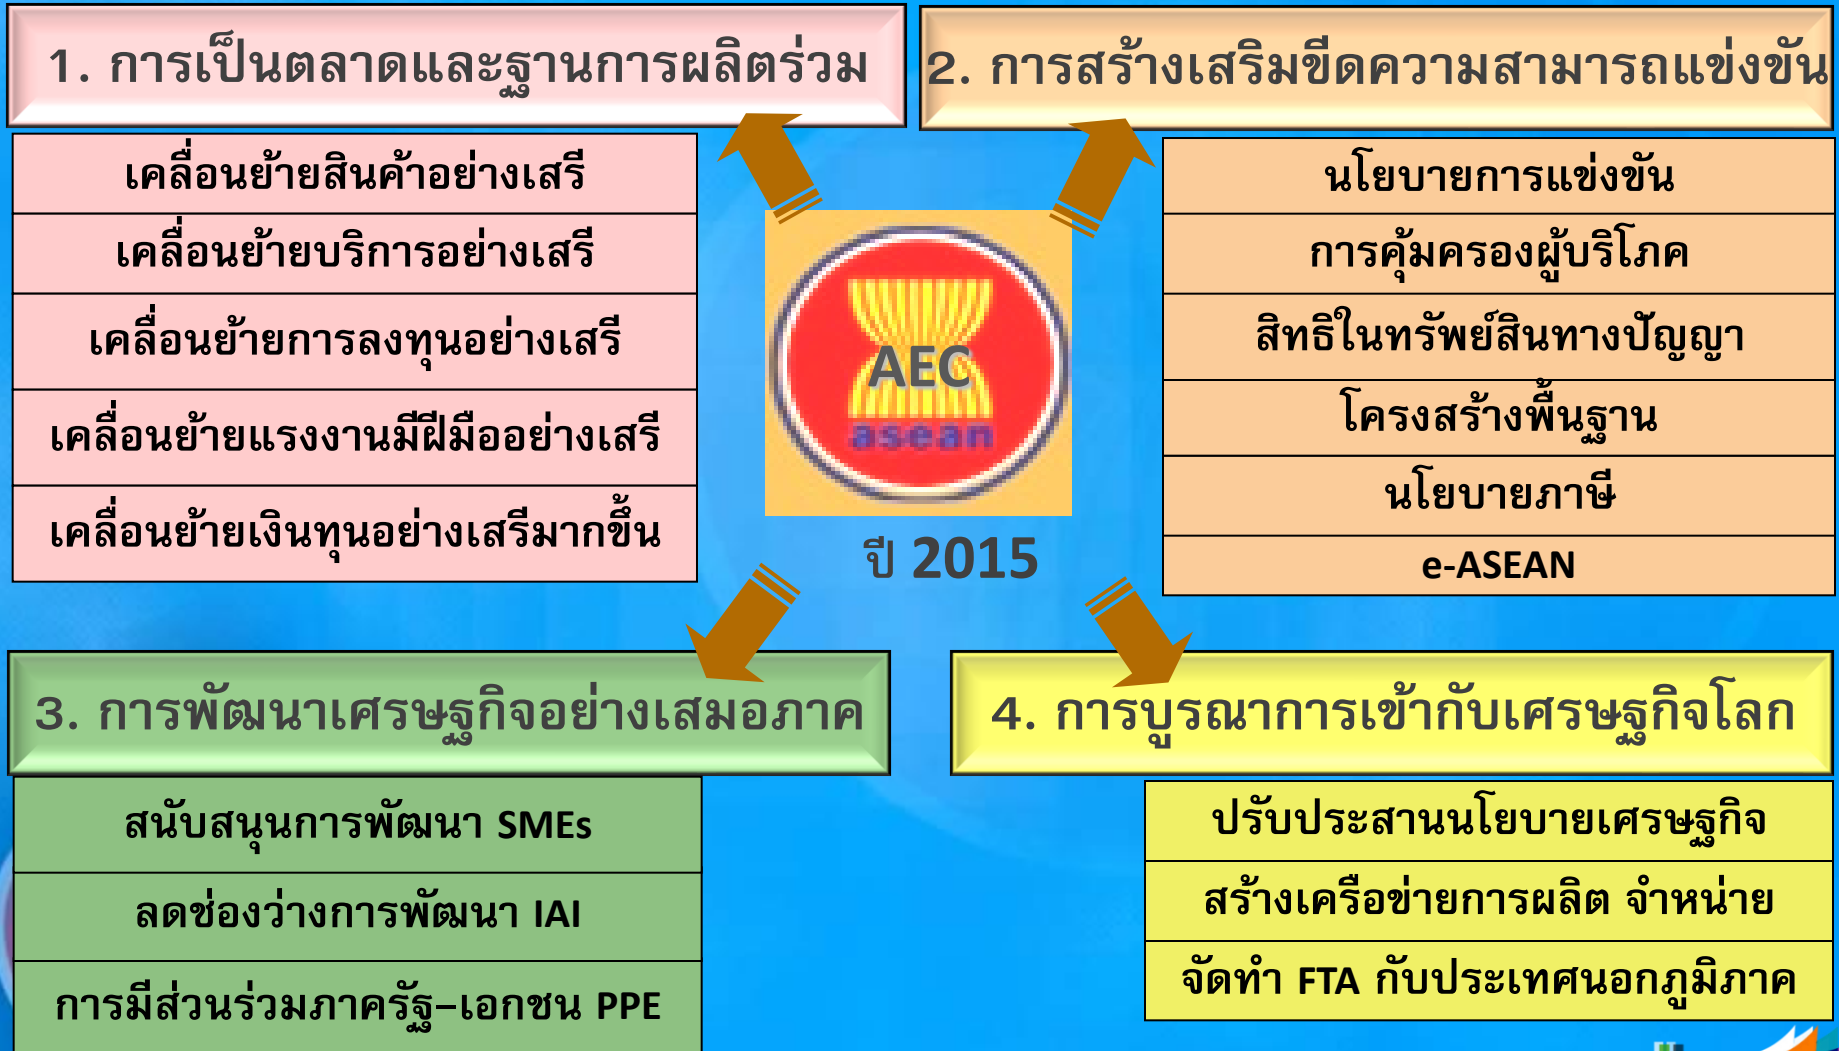 1. การเป็นตลาดและฐานการผลิตร่วม
เคลื่อนย้ายสินค้าอย่างเสรี
เคลื่อนย้ายบริการอย่างเสรี
เคลื่อนย้ายการลงทุนอย่างเสรี
เคลื่อนย้ายแรงงานมีฝีมืออย่างเสรี
เคลื่อนย้ายเงินทุนอย่างเสรีมากขึ้น
2. การสร้างเสริมขีดความสามารถแข่งขัน
นโยบายการแข่งขัน
การคุ้มครองผู้บริโภค
สิทธิในทรัพย์สินทางปัญญา
โครงสร้างพื้นฐาน
นโยบายภาษี
e-ASEAN
AEC
asean
ปี 2015
3. การพัฒนาเศรษฐกิจอย่างเสมอภาค
สนับสนุนการพัฒนา SMEs
ลดช่องว่างการพัฒนา IAI
การมีส่วนร่วมภาครัฐ-เอกชน PPE
4. การบูรณาการเข้ากับเศรษฐกิจโลก
ปรับประสานนโยบายเศรษฐกิจ
สร้างเครือข่ายการผลิต จำหน่าย
จัดทำ FTA กับประเทศนอกภูมิภาค